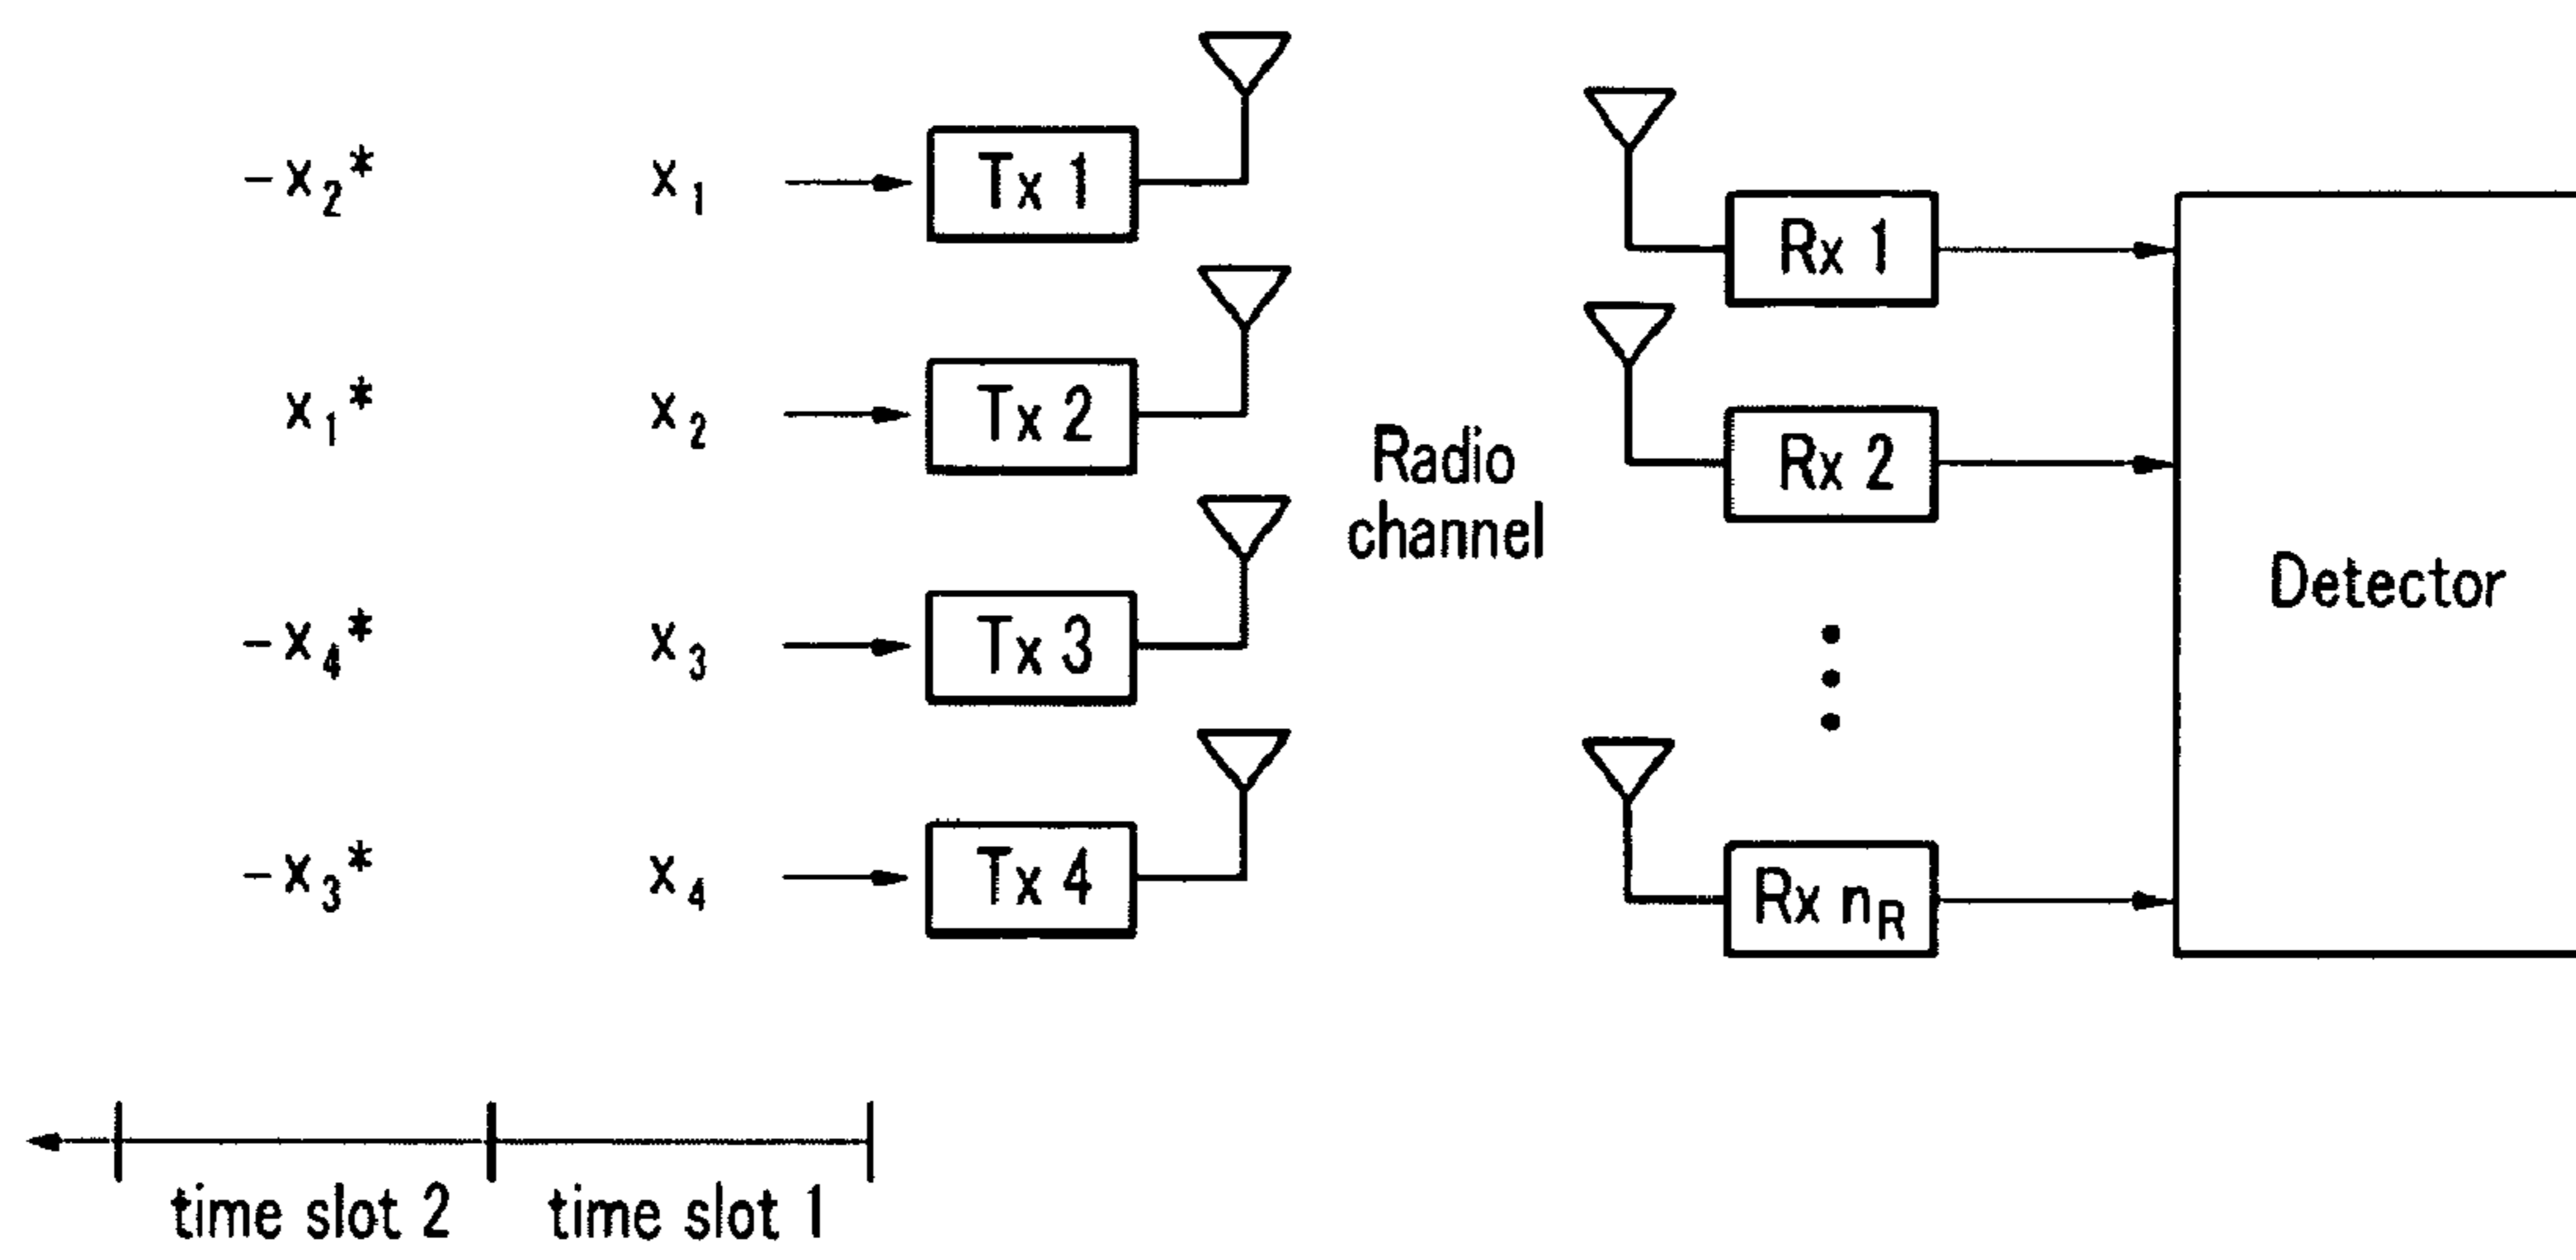 -x₂* x₁ Tx 1
x₁* x₂ Tx 2
-x₄* x₃ Tx 3
-x₃* x₄ Tx 4
Radio
channel
Rx 1
Rx 2
Rx n_R
Detector
time slot 2 time slot 1